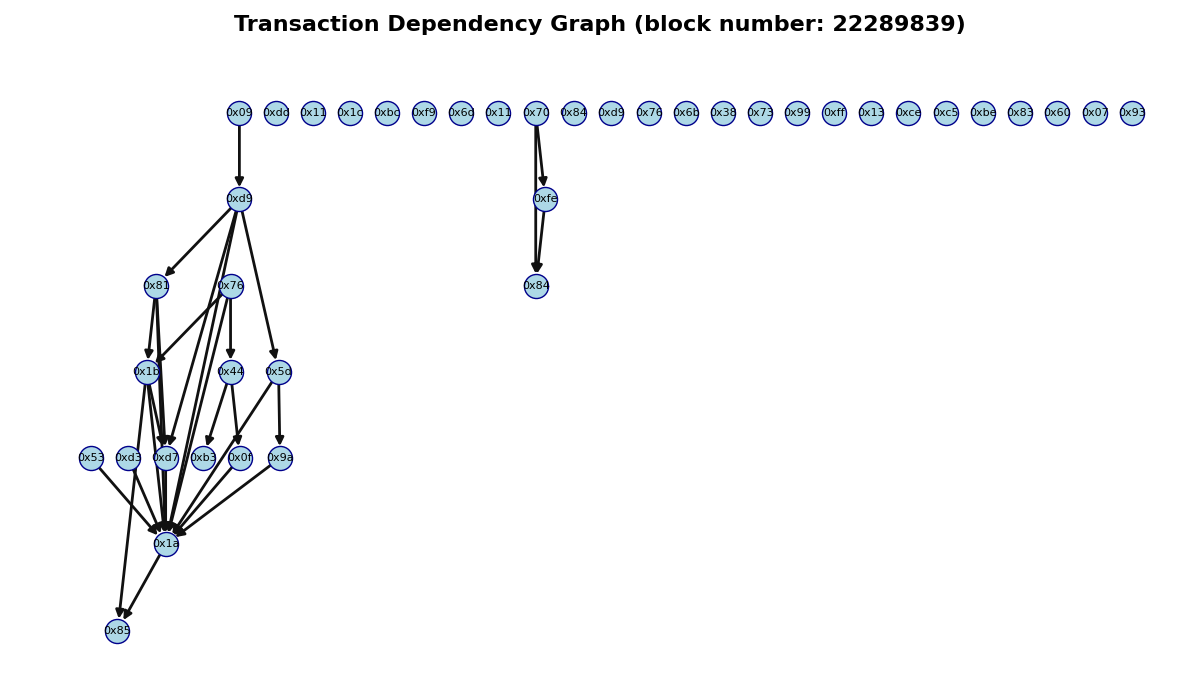 Transaction Dependency Graph (block number: 22289839)
0x09 0xdd 0x11 0x1c 0xbc 0xf9 0x6d 0x11 0x70 0x84 0xd9 0x76 0x6b 0x38 0x73 0x99 0xff 0x13 0xce 0xc5 0xbe 0x83 0x60 0x07 0x93
0xd9 0xfe
0x81 0x76 0x84
0x1b 0x44 0x5d
0x53 0xd3 0xd7 0xb3 0x0f 0x9a
0x1a
0x85